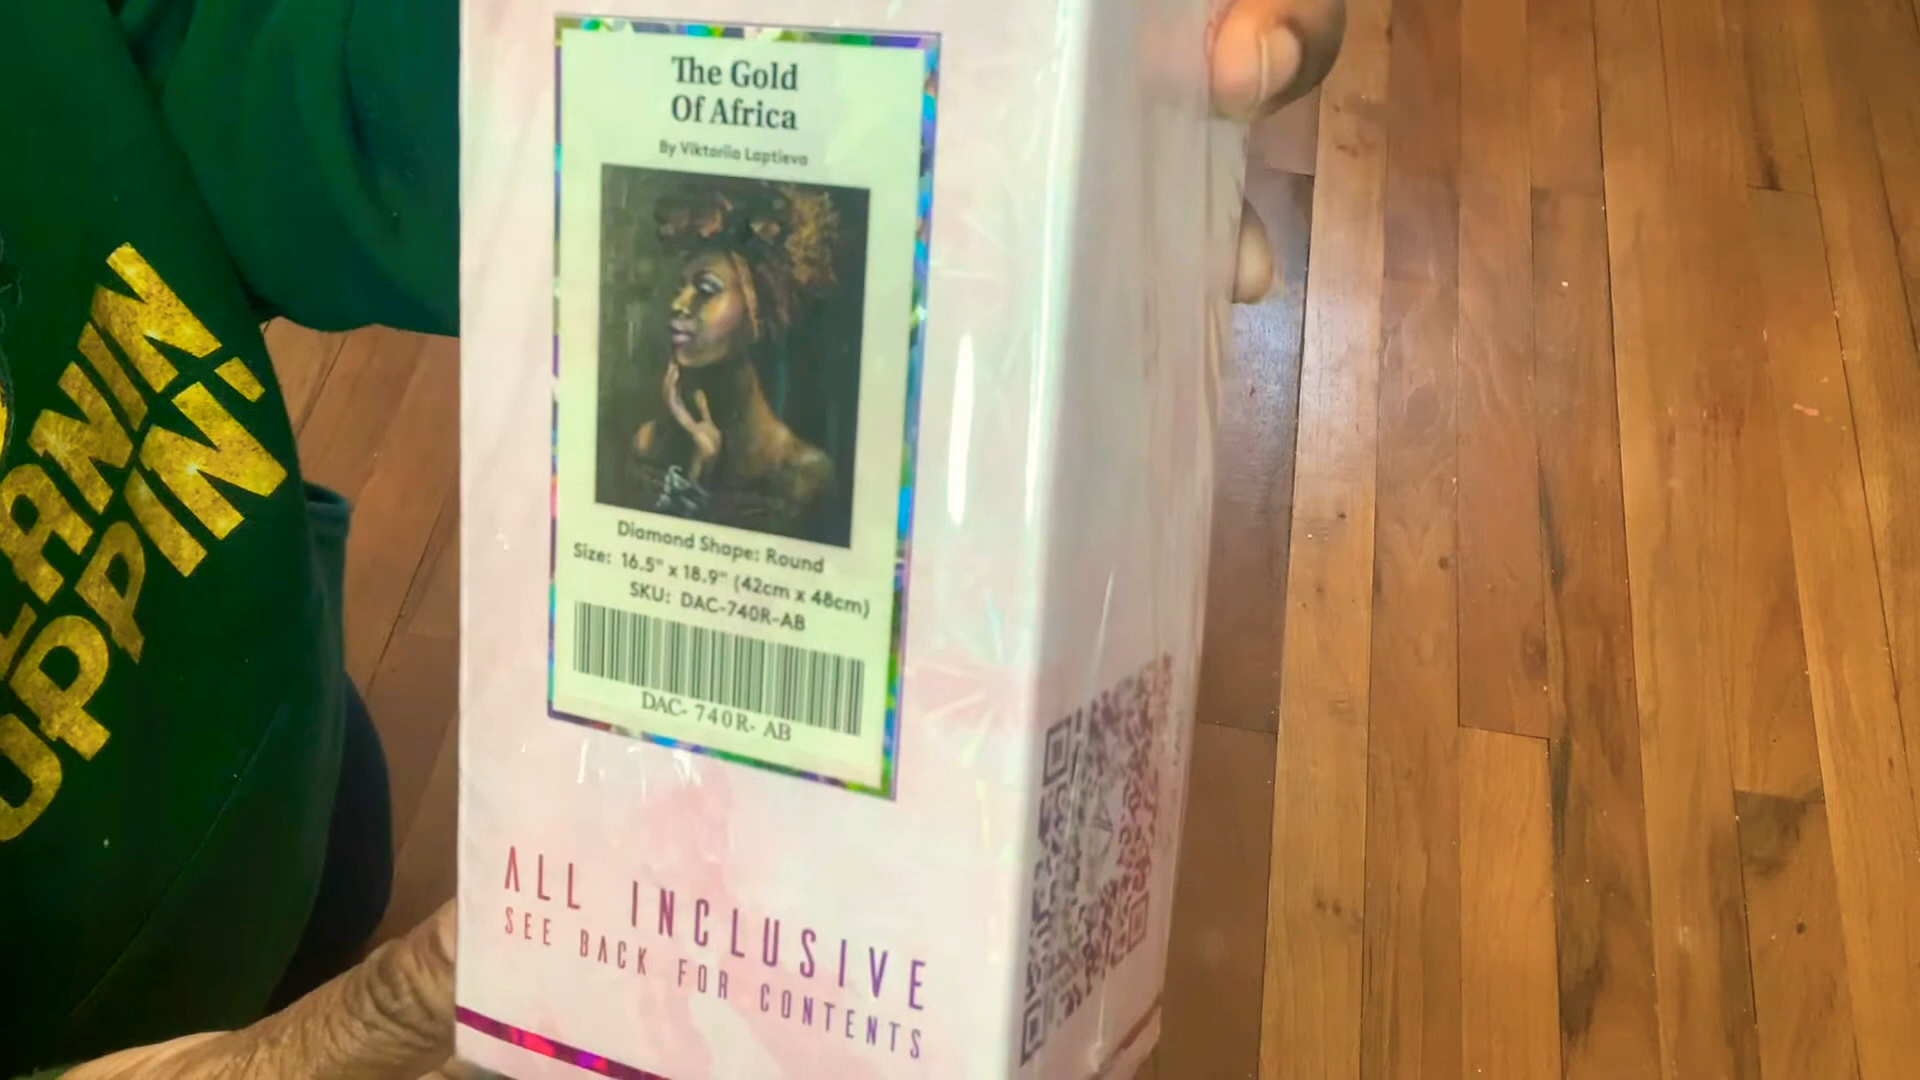 The Gold
Of Africa
By Viktoriia Laptieva
Diamond Shape: Round
Size: 16.5" x 18.9" (42cm x 48cm)
SKU: DAC-740R-AB
DAC- 740R- AB
ALL INCLUSIVE
SEE BACK FOR CONTENTS